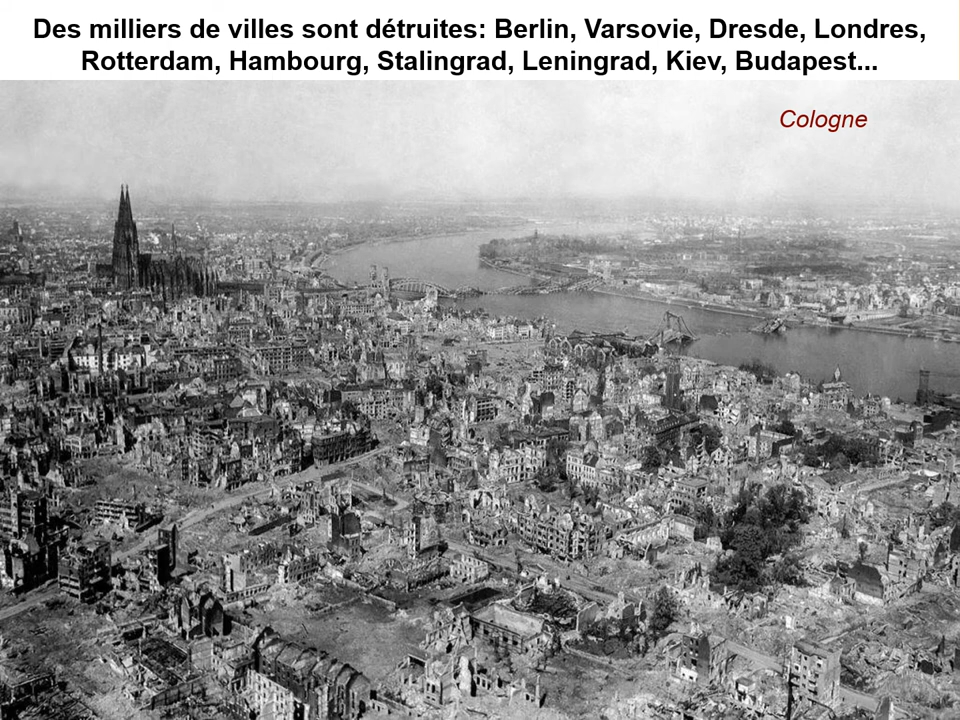 Des milliers de villes sont détruites: Berlin, Varsovie, Dresde, Londres,
Rotterdam, Hambourg, Stalingrad, Leningrad, Kiev, Budapest...
Cologne